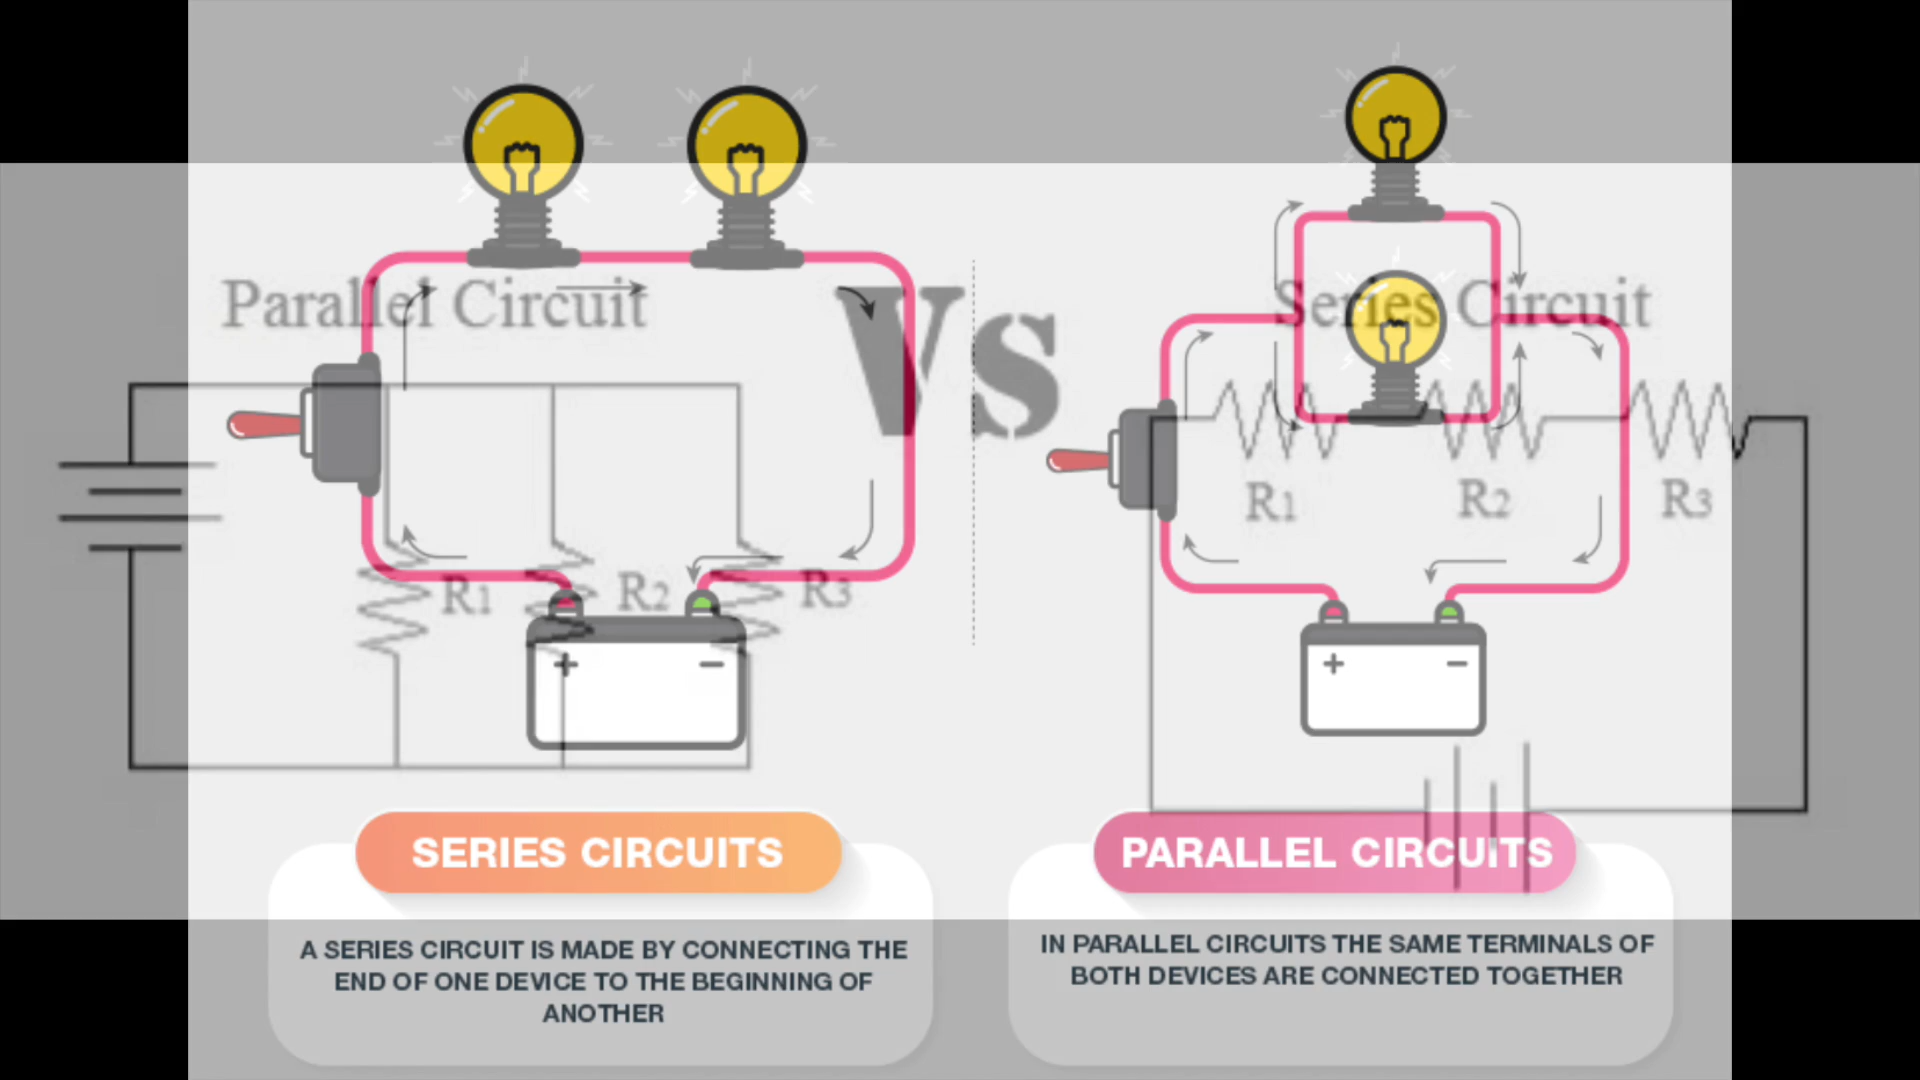 Parallel Circuit
Vs
Series Circuit
R1
R2
R3
R1
R2
R3
+
−
+
−
SERIES CIRCUITS
A SERIES CIRCUIT IS MADE BY CONNECTING THE
END OF ONE DEVICE TO THE BEGINNING OF
ANOTHER
PARALLEL CIRCUITS
IN PARALLEL CIRCUITS THE SAME TERMINALS OF
BOTH DEVICES ARE CONNECTED TOGETHER